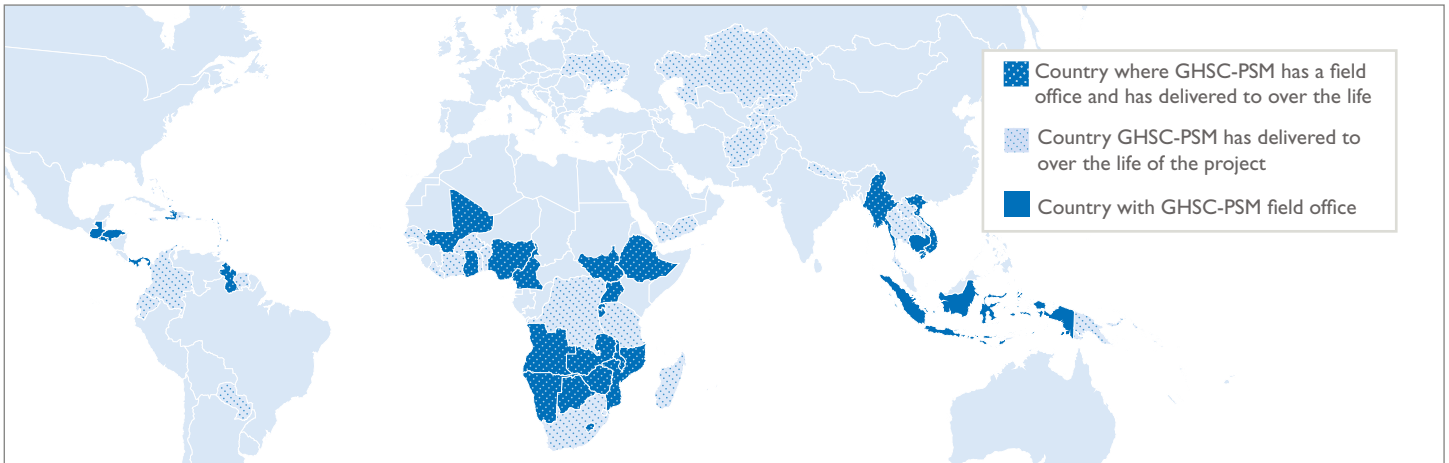 Country where GHSC-PSM has a field
office and has delivered to over the life
Country GHSC-PSM has delivered to
over the life of the project
Country with GHSC-PSM field office